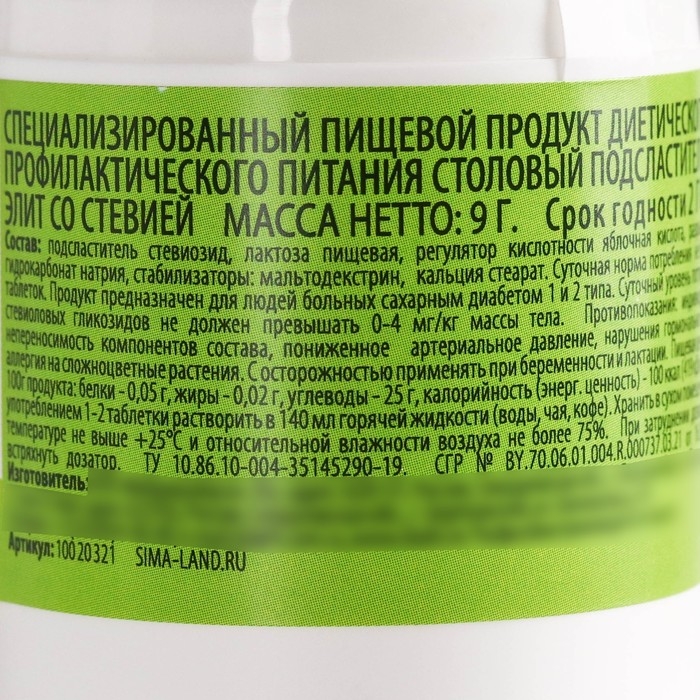 СПЕЦИАЛИЗИРОВАННЫЙ ПИЩЕВОЙ ПРОДУКТ
ПРОФИЛАКТИЧЕСКОГО ПИТАНИЯ СТОЛОВЫЙ
ЭЛИТ СО СТЕВИЕЙ МАССА НЕТТО: 9 Г. Срок годности 2
Состав: подсластитель стевиозид, лактоза пищевая, регулятор кислотности яблочная кислота,
гидрокарбонат натрия, стабилизаторы: мальтодекстрин, кальция стеарат. Суточная норма потребления
таблеток. Продукт предназначен для людей больных сахарным диабетом 1 и 2 типа. Суточный
стевиоловых гликозидов не должен превышать 0-4 мг/кг массы тела. Противопоказания:
непереносимость компонентов состава, пониженное артериальное давление, нарушения
аллергия на сложноцветные растения. С осторожностью применять при беременности и лактации.
100г продукта: белки - 0,05 г, жиры - 0,02 г, углеводы - 25 г, калорийность (энерг. ценность) - 100 ккал
употреблением 1-2 таблетки растворить в 140 мл горячей жидкости (воды, чая, кофе). Хранить в сухом
температуре не выше +25°С и относительной влажности воздуха не более 75%. При
встряхнуть дозатор. ТУ 10.86.10-004-35145290-19. СГР № BY.70.06.01.004.R.000737.03.21
Изготовитель:
Артикул: 10020321 SIMA-LAND.RU